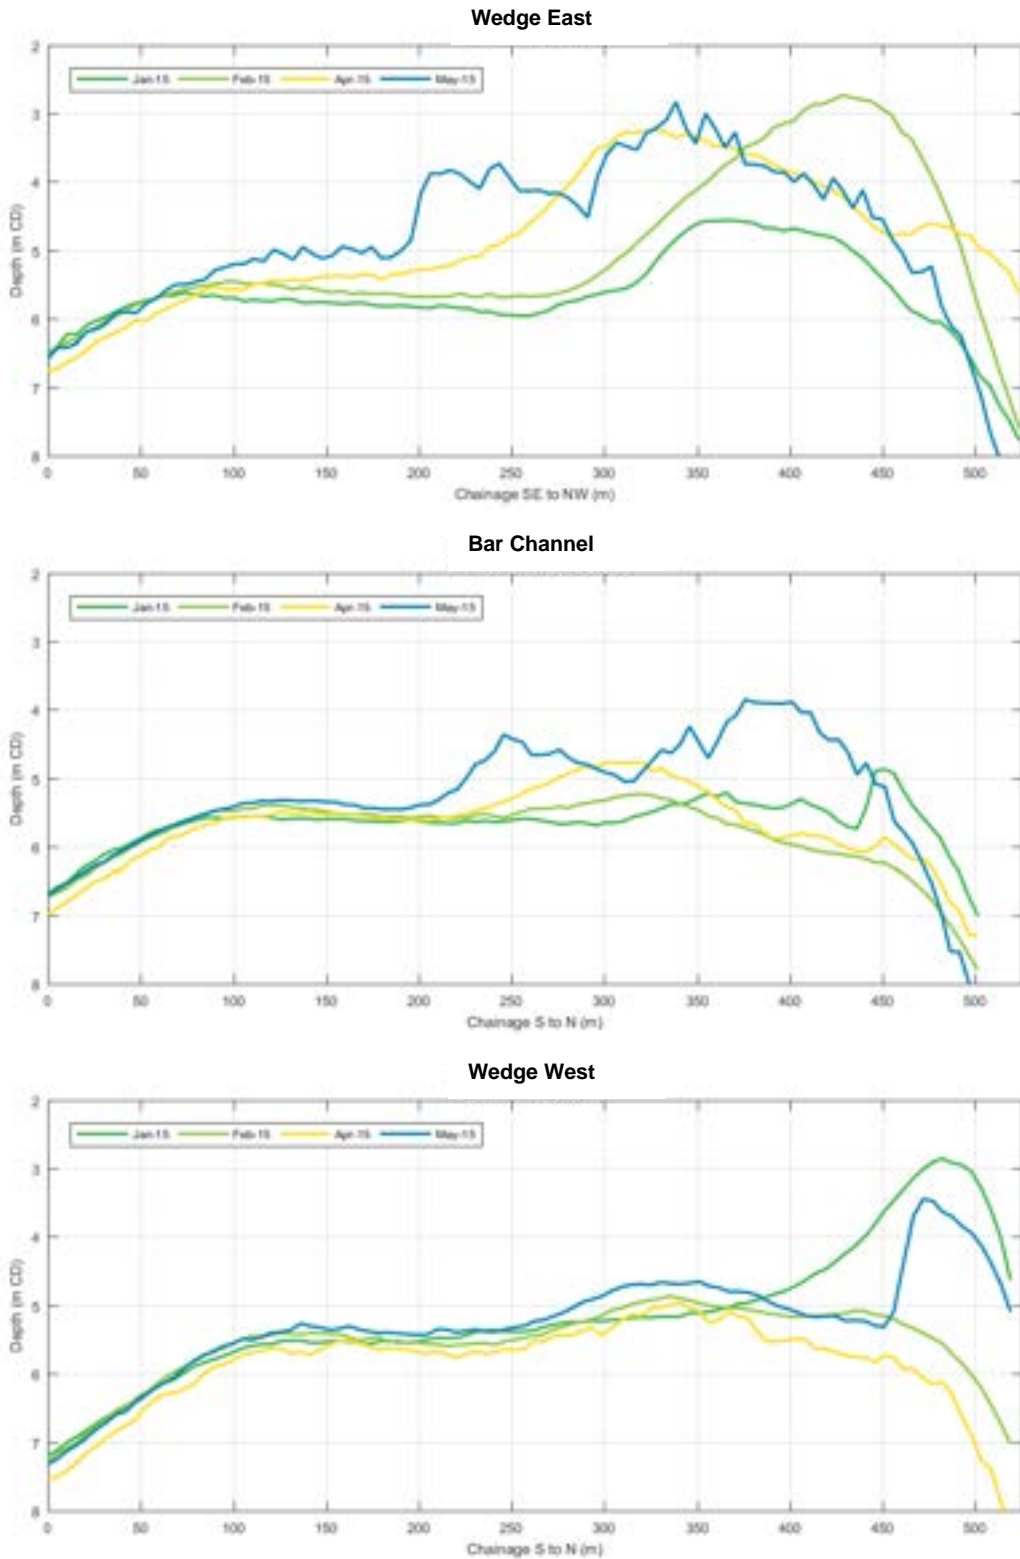 Wedge East
Jan-15 Feb-15 Apr-15 May-15
Depth (m CD)
2
3
4
5
6
7
8
0 50 100 150 200 250 300 350 400 450 500
Chainage SE to NW (m)
Bar Channel
Jan-15 Feb-15 Apr-15 May-15
Depth (m CD)
2
3
4
5
6
7
8
0 50 100 150 200 250 300 350 400 450 500
Chainage S to N (m)
Wedge West
Jan-15 Feb-15 Apr-15 May-15
Depth (m CD)
2
3
4
5
6
7
8
0 50 100 150 200 250 300 350 400 450 500
Chainage S to N (m)